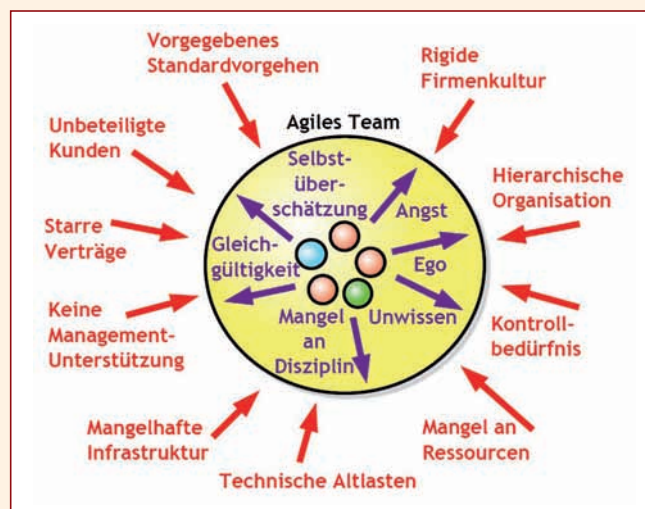 Vorgegebenes
Standardvorgehen
Rigide
Firmenkultur
Unbeteiligte
Kunden
Agiles Team
Hierarchische
Organisation
Selbst-
über-
schätzung
Angst
Starre
Verträge
Gleich-
gültigkeit
Ego
Keine
Management-
Unterstützung
Mangel
an
Disziplin
Unwissen
Kontroll-
bedürfnis
Mangelhafte
Infrastruktur
Technische Altlasten
Mangel an
Ressourcen